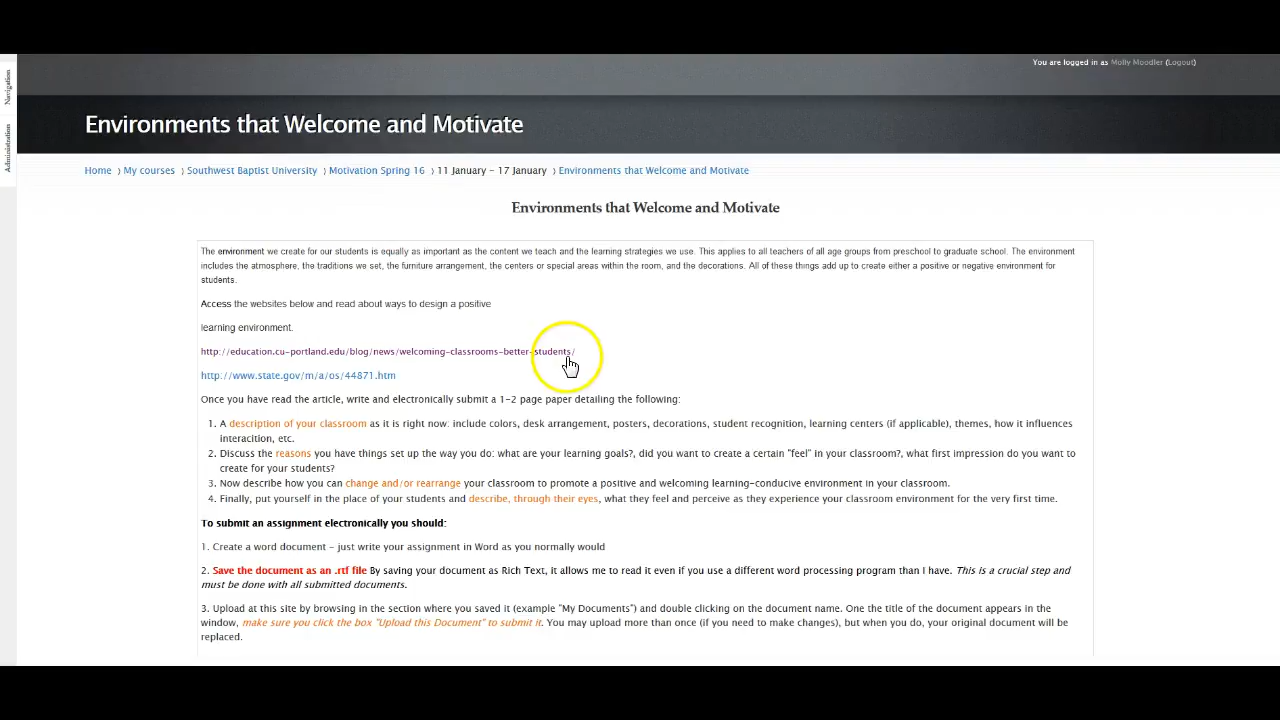 You are logged in as Molly Moodler (Logout)
Navigation
Administration
Environments that Welcome and Motivate
Home 〉My courses 〉Southwest Baptist University 〉Motivation Spring 16 〉11 January - 17 January 〉Environments that Welcome and Motivate
Environments that Welcome and Motivate
The environment we create for our students is equally as important as the content we teach and the learning strategies we use. This applies to all teachers of all age groups from preschool to graduate school. The environment
includes the atmosphere, the traditions we set, the furniture arrangement, the centers or special areas within the room, and the decorations. All of these things add up to create either a positive or negative environment for
students.
Access the websites below and read about ways to design a positive
learning environment.
http://education.cu-portland.edu/blog/news/welcoming-classrooms-better-students/
http://www.state.gov/m/a/os/44871.htm
Once you have read the article, write and electronically submit a 1-2 page paper detailing the following:
1. A description of your classroom as it is right now: include colors, desk arrangement, posters, decorations, student recognition, learning centers (if applicable), themes, how it influences
interacition, etc.
2. Discuss the reasons you have things set up the way you do: what are your learning goals?, did you want to create a certain "feel" in your classroom?, what first impression do you want to
create for your students?
3. Now describe how you can change and/or rearrange your classroom to promote a positive and welcoming learning-conducive environment in your classroom.
4. Finally, put yourself in the place of your students and describe, through their eyes, what they feel and perceive as they experience your classroom environment for the very first time.
To submit an assignment electronically you should:
1. Create a word document - just write your assignment in Word as you normally would
2. Save the document as an .rtf file By saving your document as Rich Text, it allows me to read it even if you use a different word processing program than I have. This is a crucial step and
must be done with all submitted documents.
3. Upload at this site by browsing in the section where you saved it (example "My Documents") and double clicking on the document name. One the title of the document appears in the
window, make sure you click the box "Upload this Document" to submit it. You may upload more than once (if you need to make changes), but when you do, your original document will be
replaced.